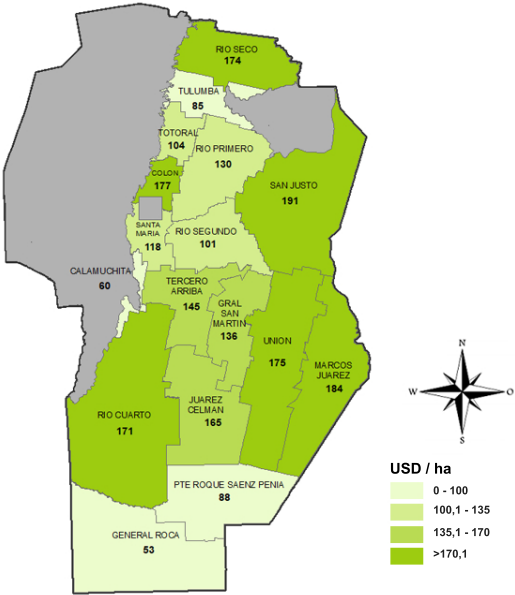 RIO SECO
174
TULUMBA
85
TOTORAL
104
RIO PRIMERO
130
COLON
177
SAN JUSTO
191
SANTA
MARIA
118
RIO SEGUNDO
101
CALAMUCHITA
60
TERCERO
ARRIBA
145
GRAL
SAN
MARTIN
136
UNION
175
MARCOS
JUAREZ
184
RIO CUARTO
171
JUAREZ
CELMAN
165
PTE ROQUE SAENZ PENIA
88
GENERAL ROCA
53
N
W
O
S
USD / ha
0 - 100
100,1 - 135
135,1 - 170
>170,1